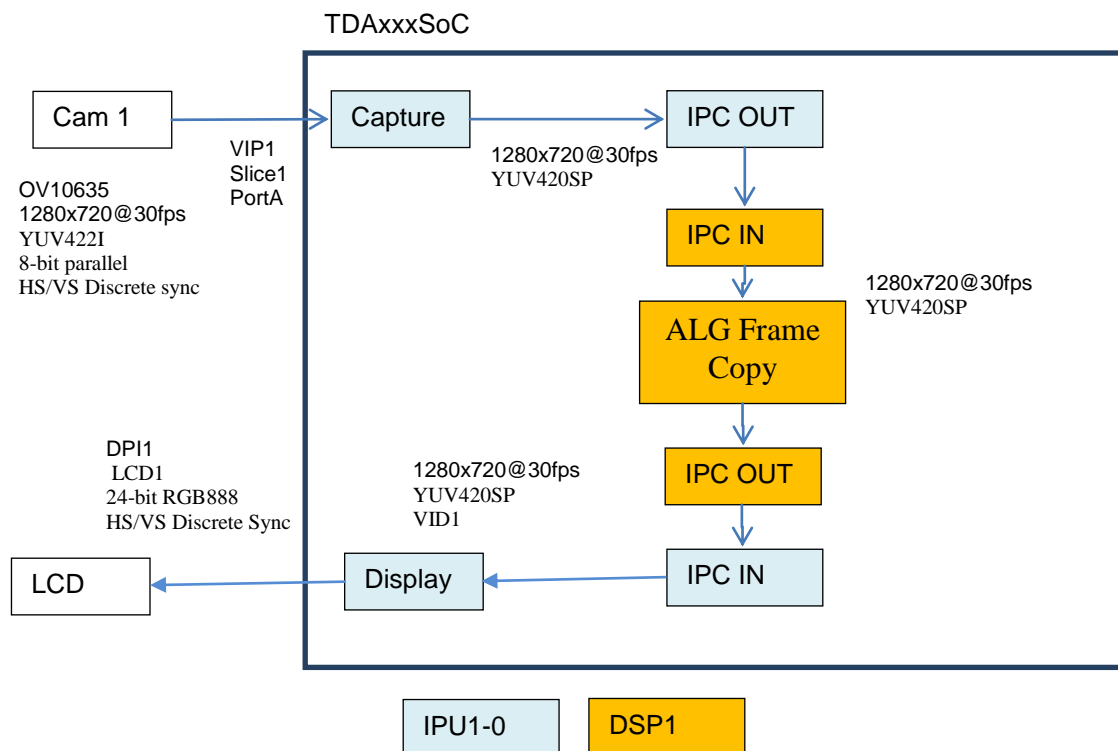 TDAxxxSoC
Cam 1
Capture
IPC OUT
VIP1
Slice1
PortA
1280x720@30fps
YUV420SP
OV10635
1280x720@30fps
YUV422I
8-bit parallel
HS/VS Discrete sync
IPC IN
1280x720@30fps
YUV420SP
ALG Frame
Copy
DPI1
LCD1
24-bit RGB888
HS/VS Discrete Sync
1280x720@30fps
YUV420SP
VID1
IPC OUT
LCD
Display
IPC IN
IPU1-0
DSP1